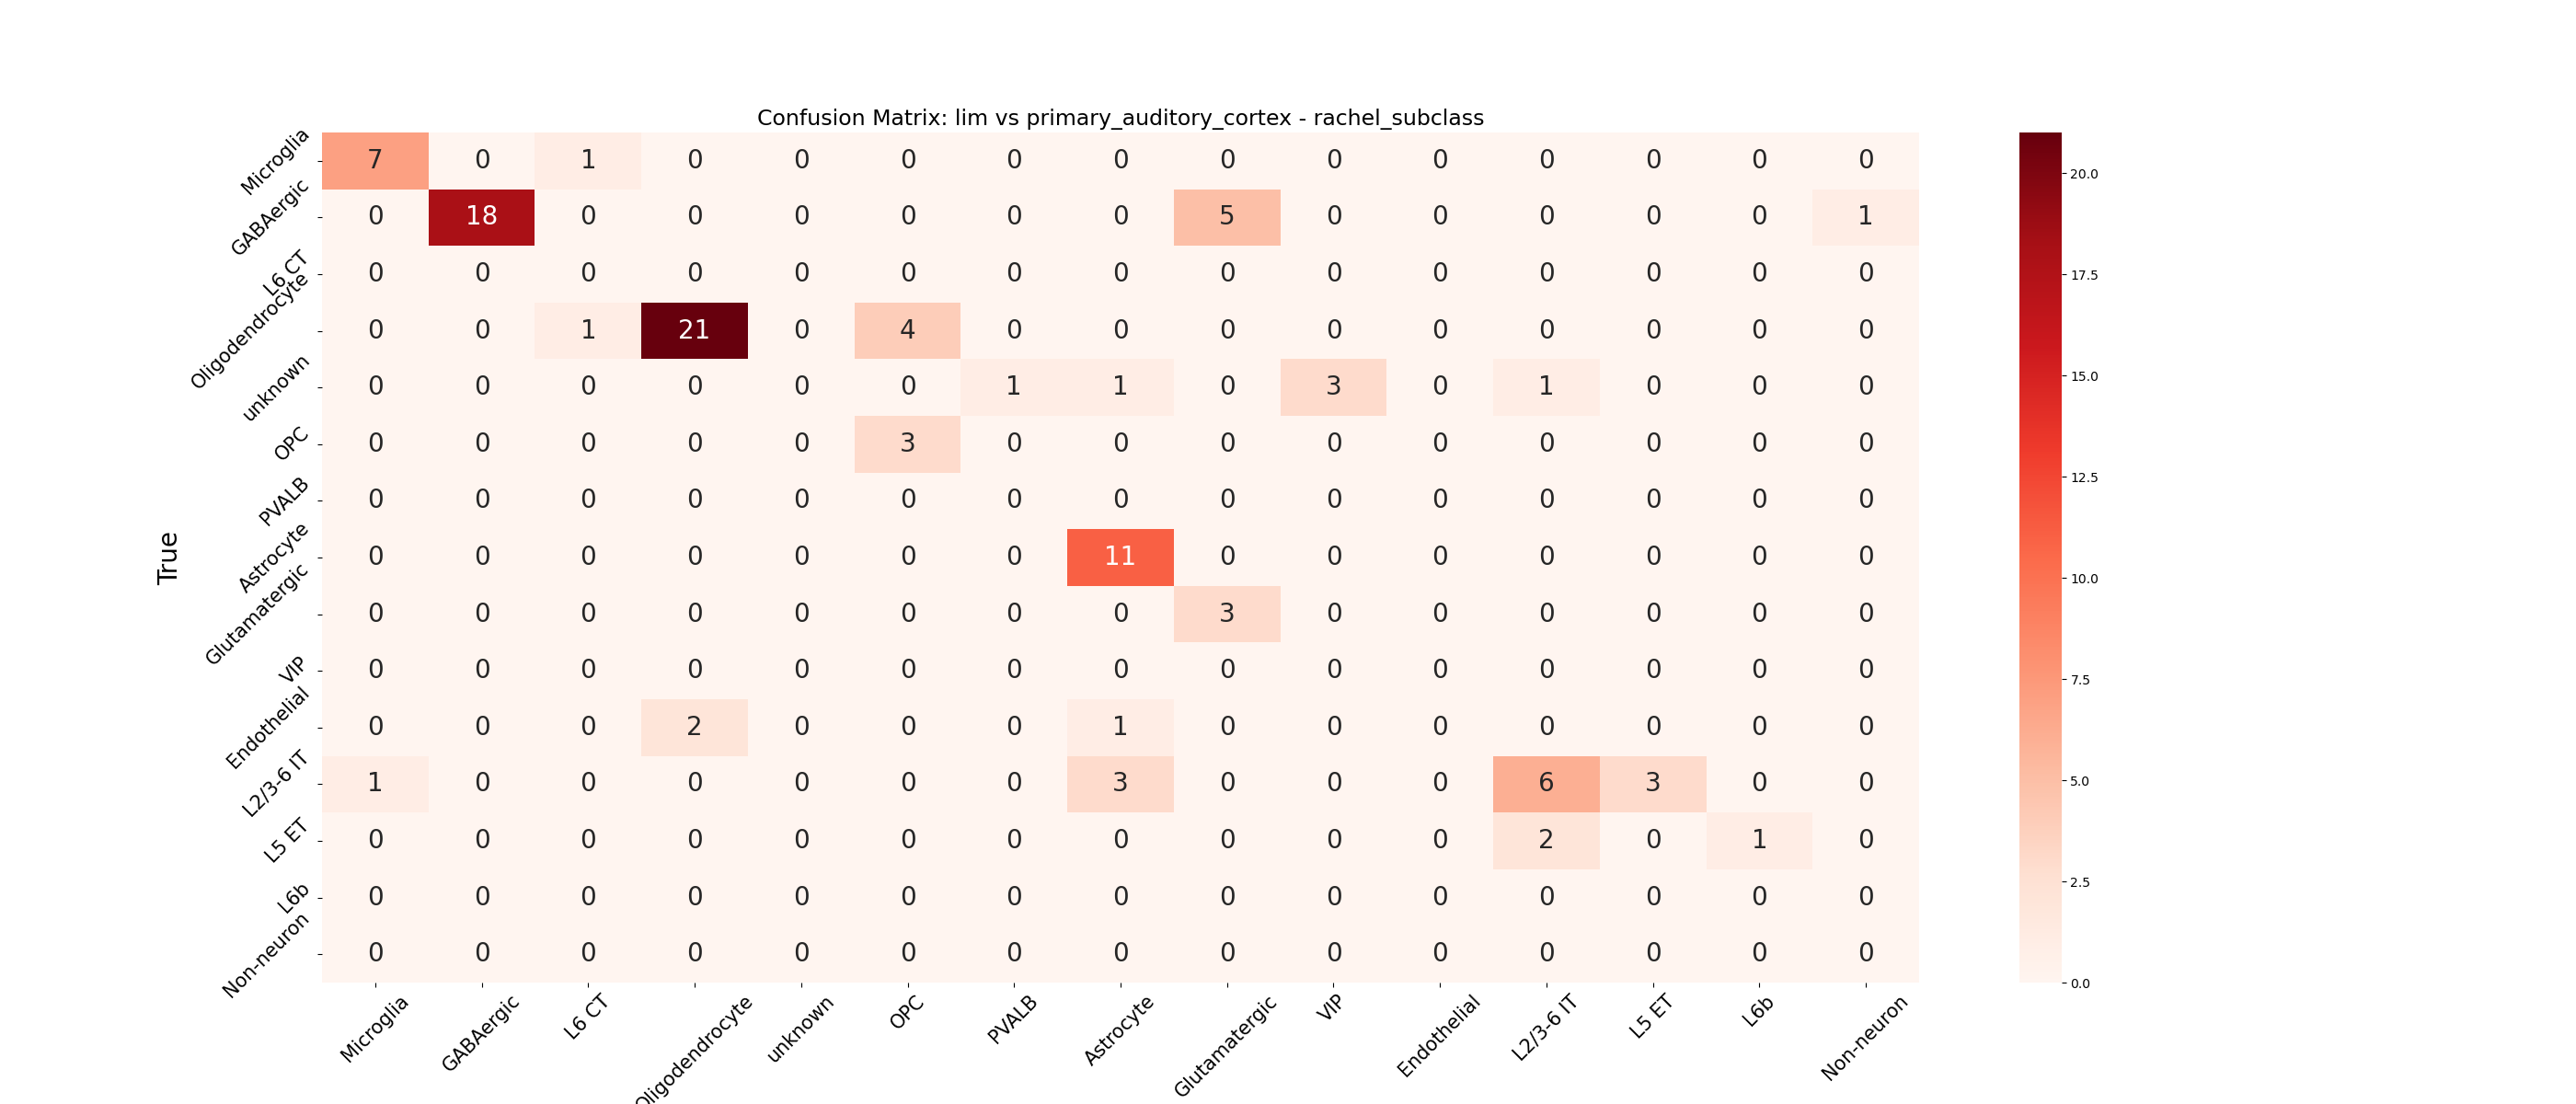 Confusion Matrix: lim vs primary_auditory_cortex - rachel_subclass
True
Microglia 7 0 1 0 0 0 0 0 0 0 0 0 0 0 0
GABAergic 0 18 0 0 0 0 0 0 5 0 0 0 0 0 1
L6 CT 0 0 0 0 0 0 0 0 0 0 0 0 0 0 0
Oligodendrocyte 0 0 1 21 0 4 0 0 0 0 0 0 0 0 0
unknown 0 0 0 0 0 0 1 1 0 3 0 1 0 0 0
OPC 0 0 0 0 0 3 0 0 0 0 0 0 0 0 0
PVALB 0 0 0 0 0 0 0 0 0 0 0 0 0 0 0
Astrocyte 0 0 0 0 0 0 0 11 0 0 0 0 0 0 0
Glutamatergic 0 0 0 0 0 0 0 0 3 0 0 0 0 0 0
VIP 0 0 0 0 0 0 0 0 0 0 0 0 0 0 0
Endothelial 0 0 0 2 0 0 0 1 0 0 0 0 0 0 0
L2/3-6 IT 1 0 0 0 0 0 0 3 0 0 0 6 3 0 0
L5 ET 0 0 0 0 0 0 0 0 0 0 0 2 0 1 0
L6b 0 0 0 0 0 0 0 0 0 0 0 0 0 0 0
Non-neuron 0 0 0 0 0 0 0 0 0 0 0 0 0 0 0
Microglia GABAergic L6 CT Oligodendrocyte unknown OPC PVALB Astrocyte Glutamatergic VIP Endothelial L2/3-6 IT L5 ET L6b Non-neuron
20.0
17.5
15.0
12.5
10.0
7.5
5.0
2.5
0.0